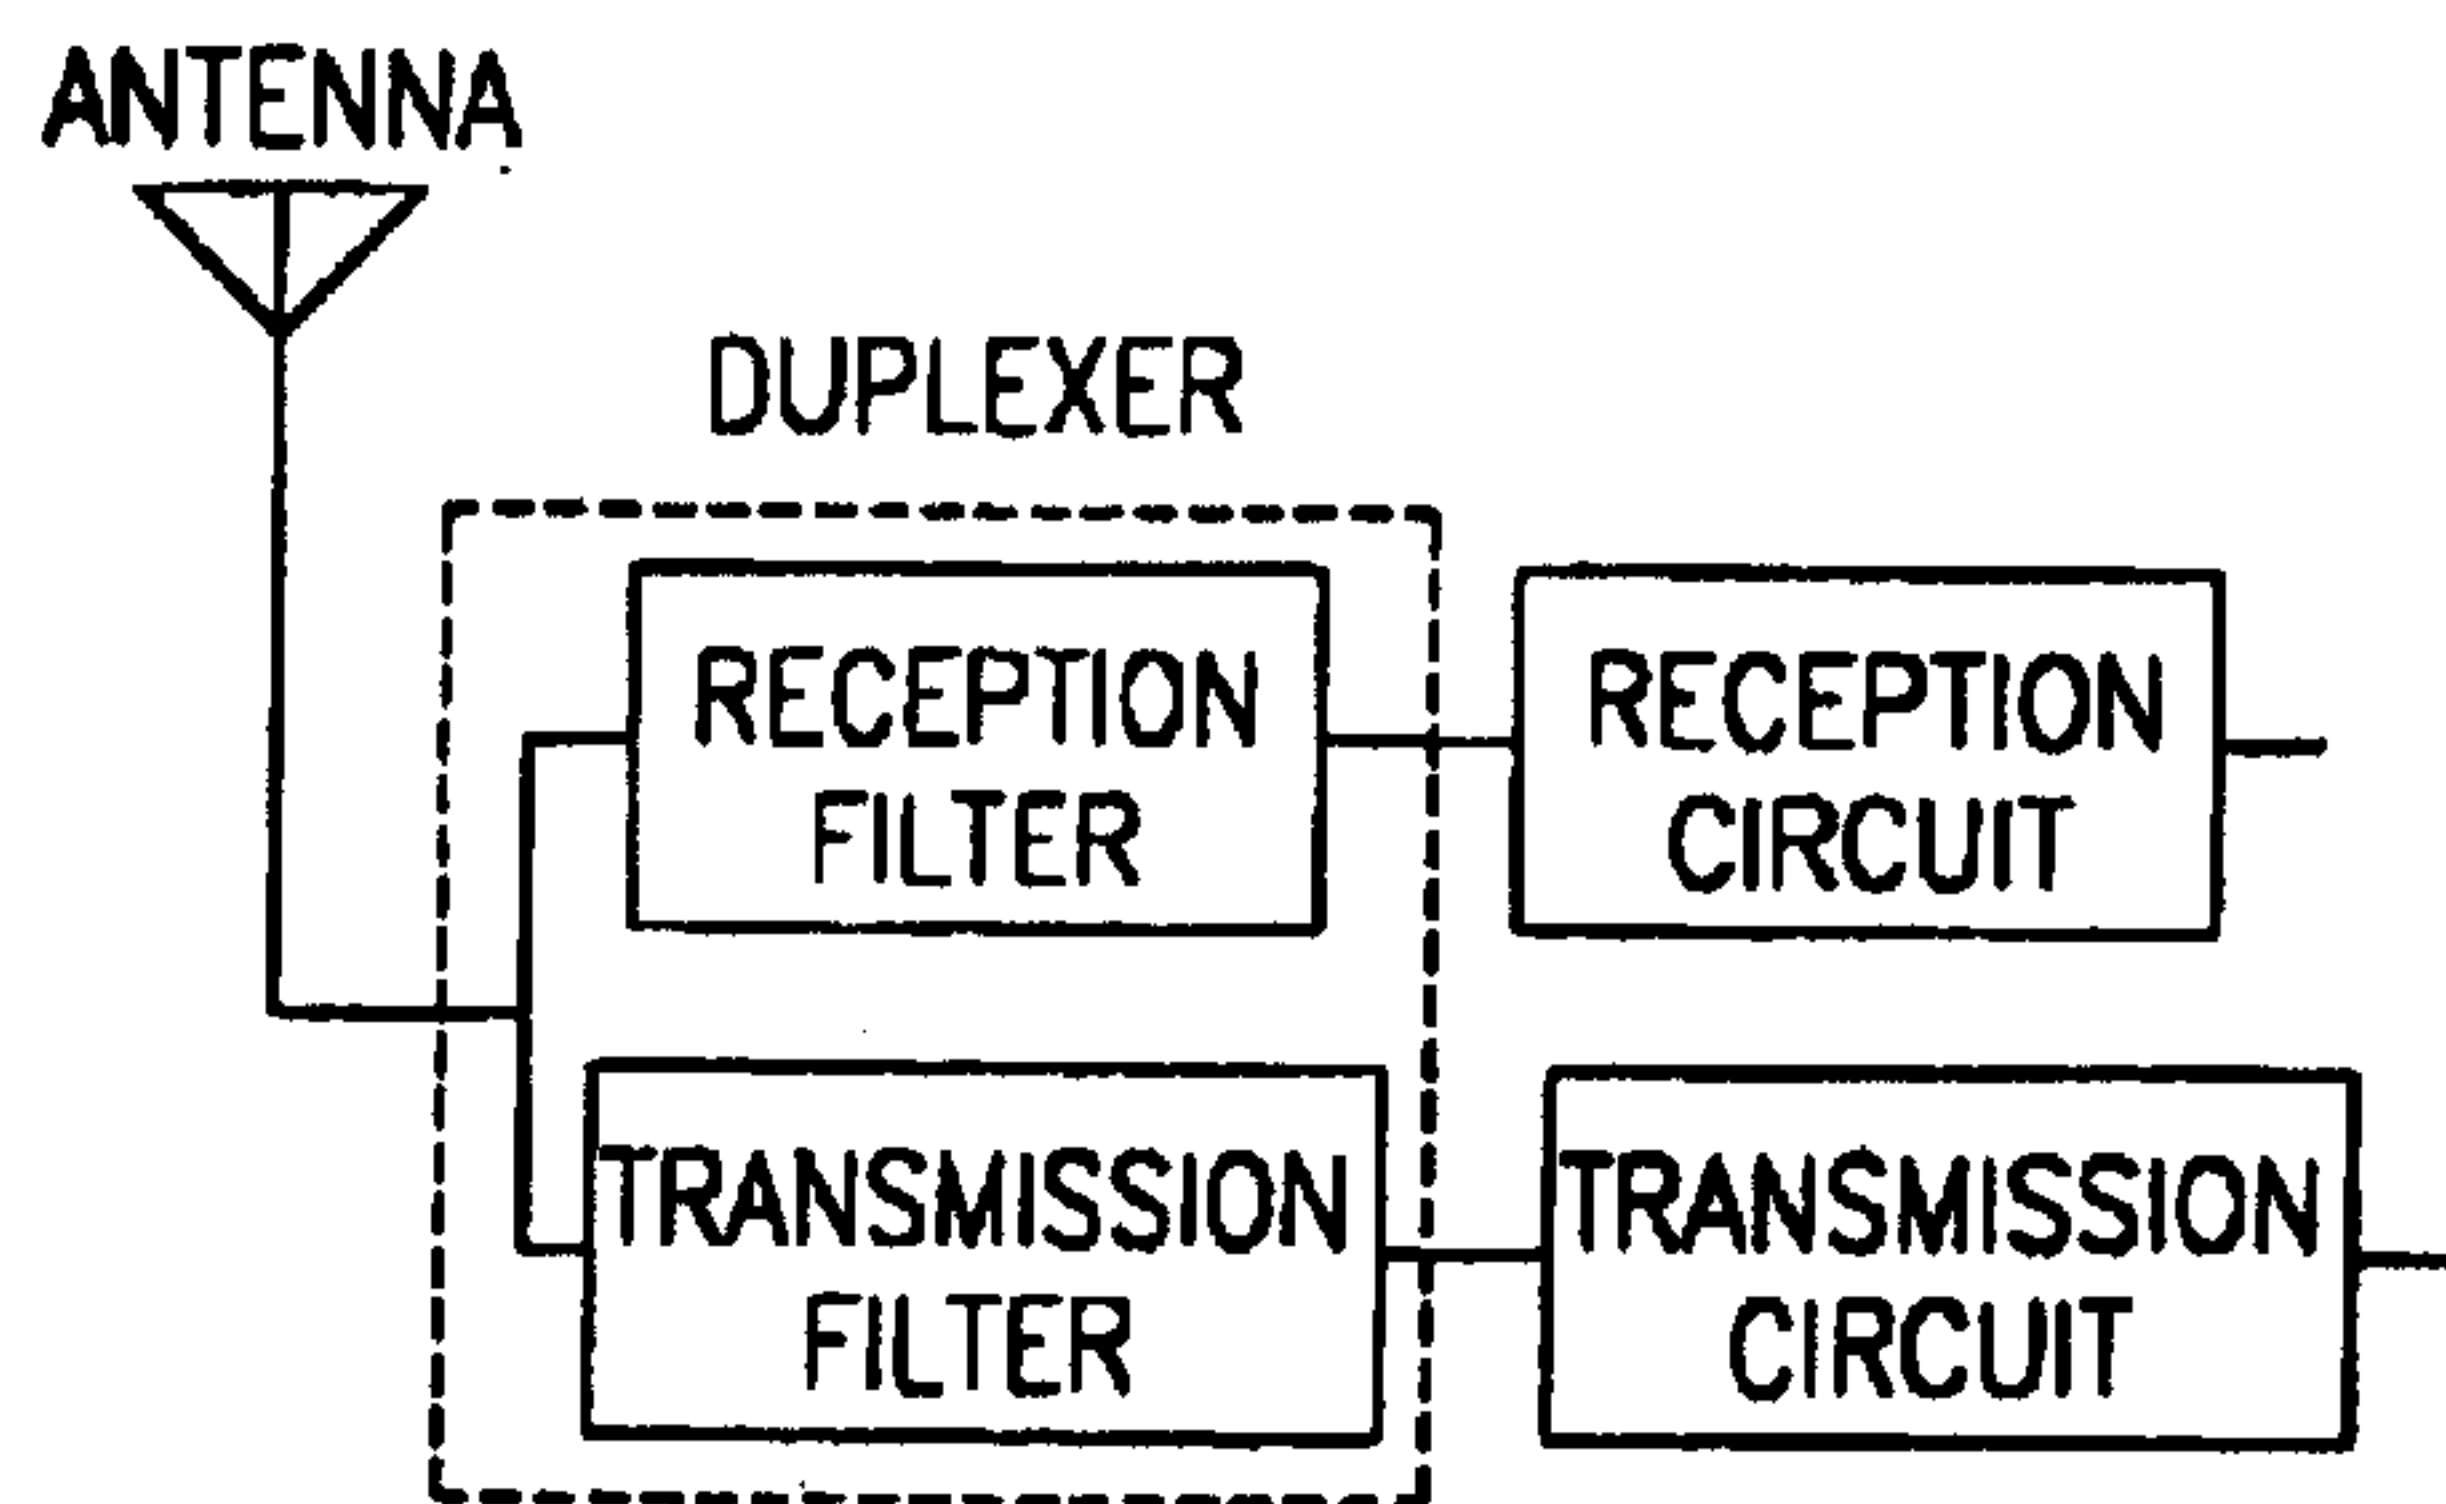 ANTENNA
DUPLEXER
RECEPTION
FILTER
RECEPTION
CIRCUIT
TRANSMISSION
FILTER
TRANSMISSION
CIRCUIT